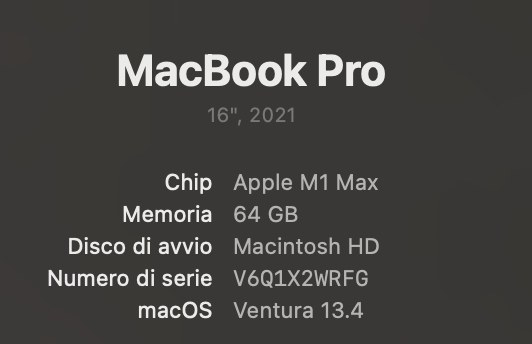 MacBook Pro
16", 2021
Chip Apple M1 Max
Memoria 64 GB
Disco di avvio Macintosh HD
Numero di serie V6Q1X2WRFG
macOS Ventura 13.4